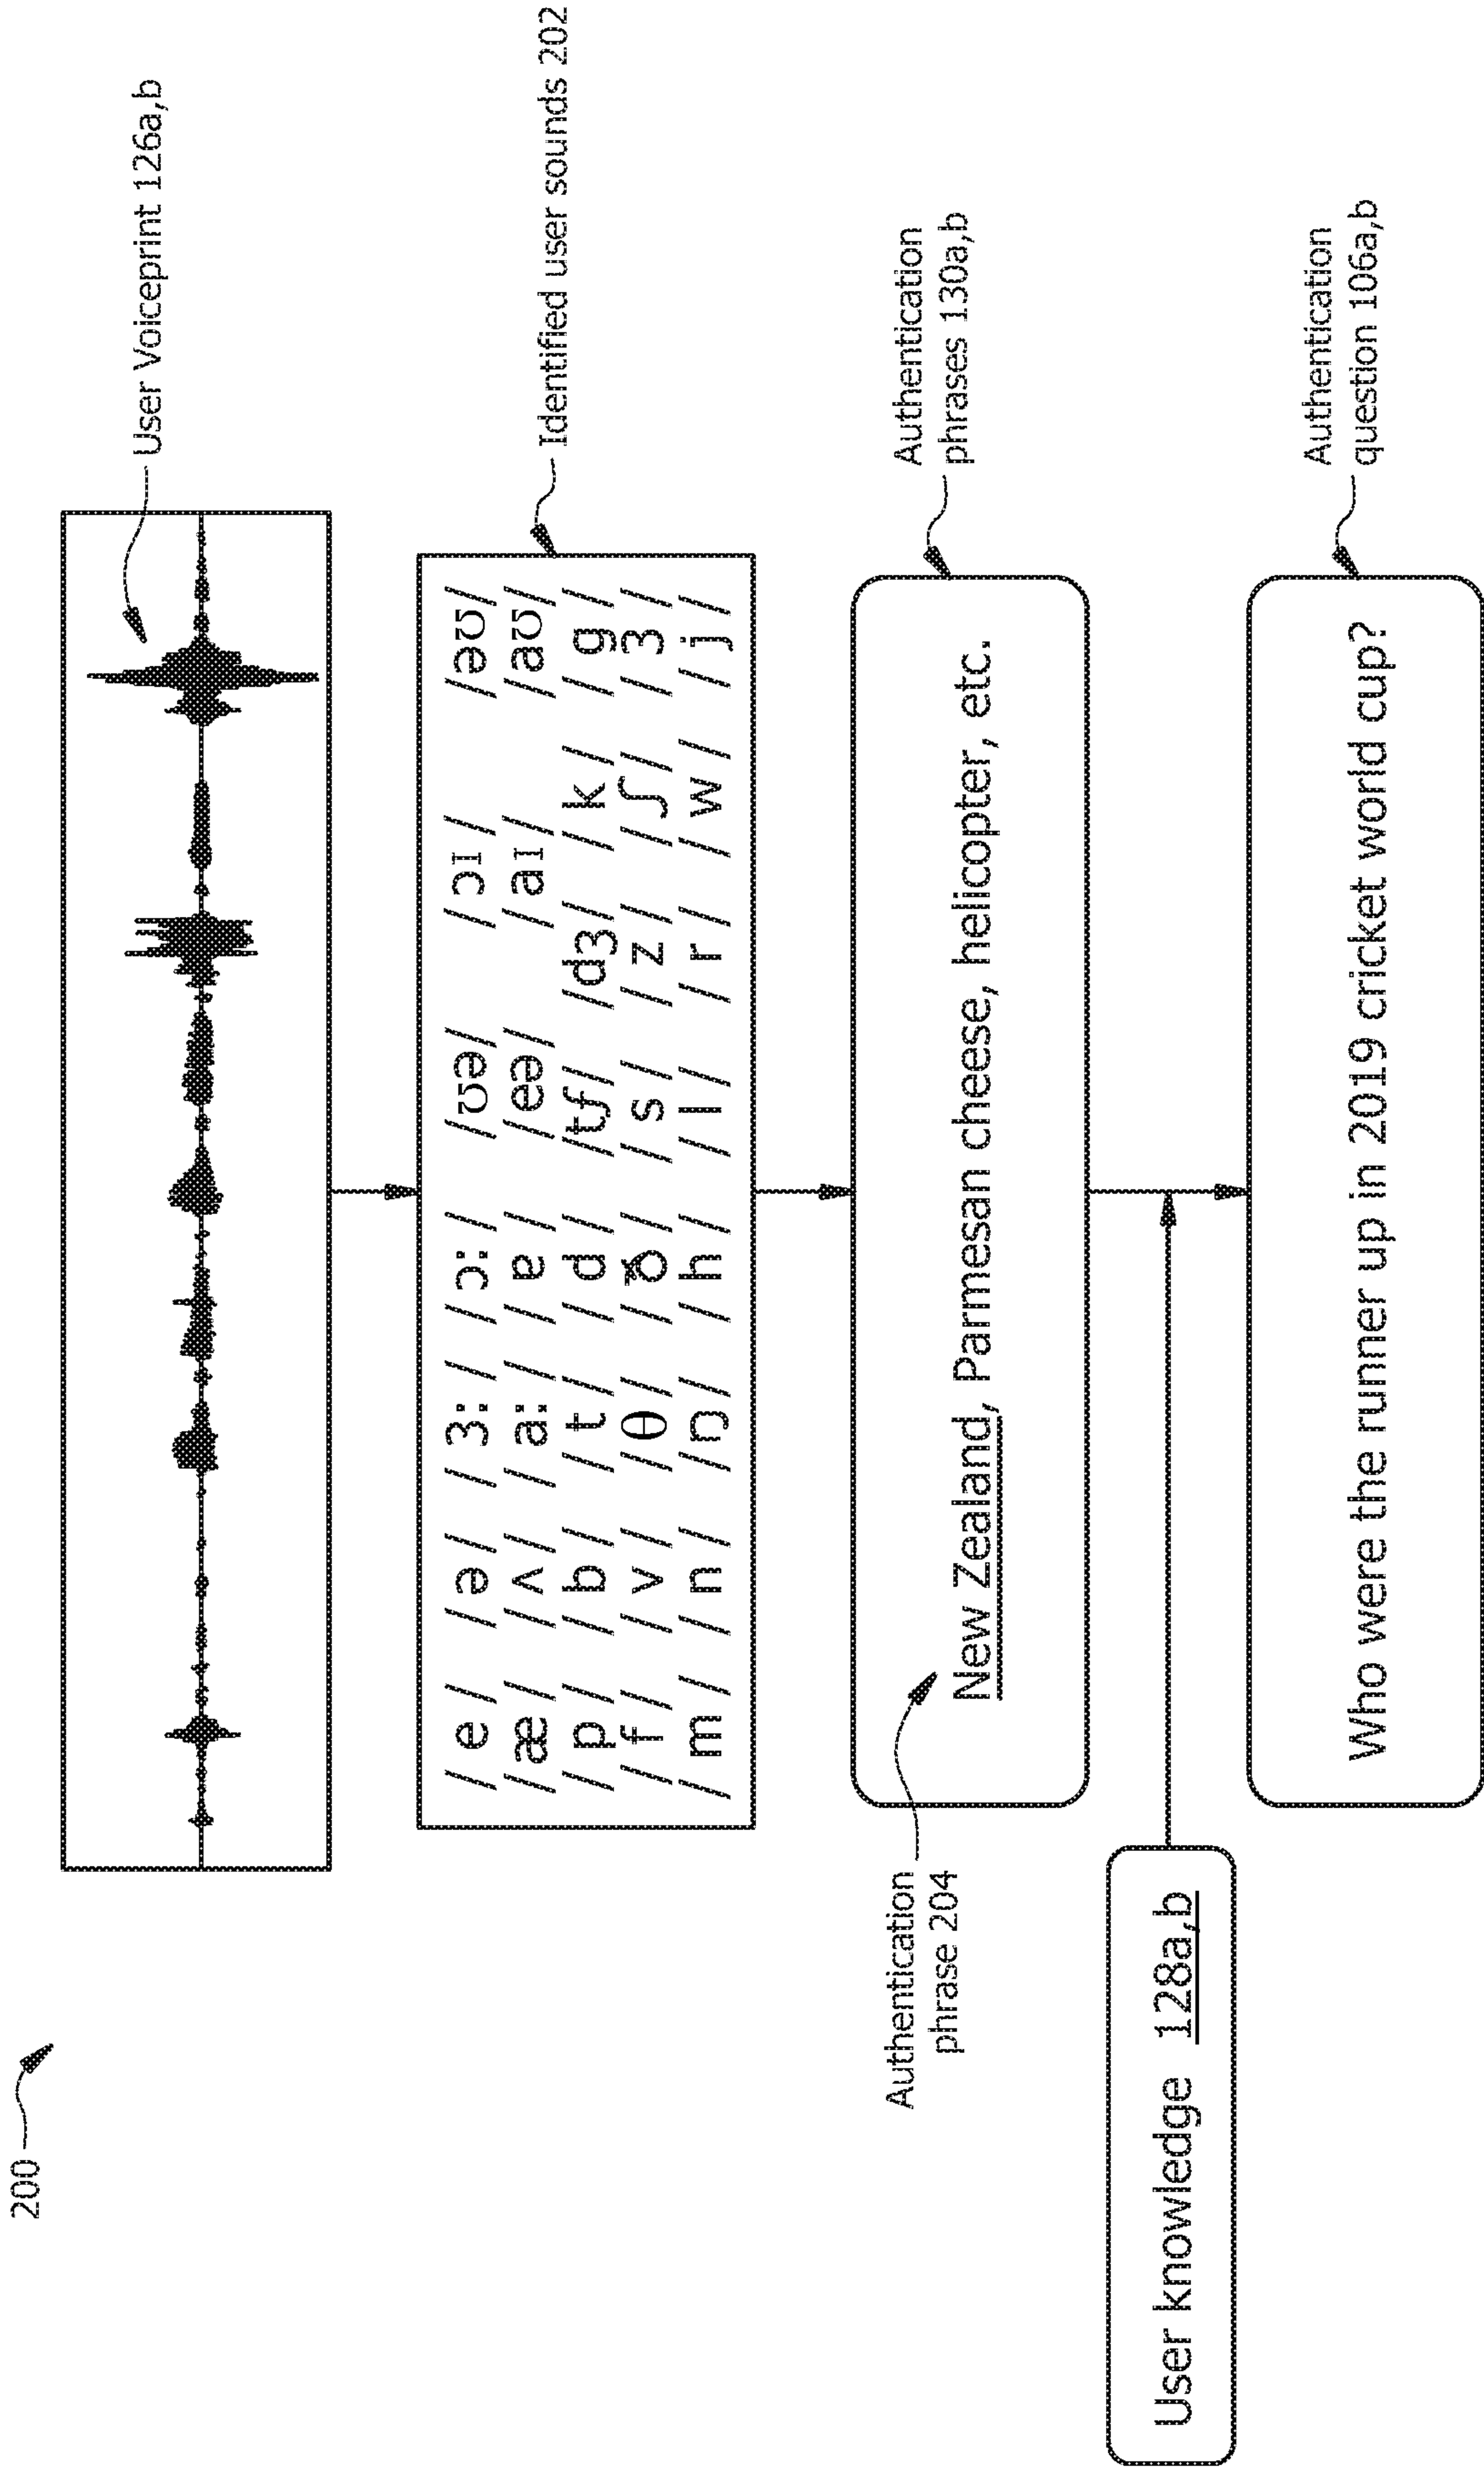 200
User Voiceprint 126a,b
/ e / / ə / / ɜ: / / ɔ: / /ʊə/ / ɔɪ / /əʊ/
/æ/ / ʌ / / a: / / ɐ / /eə/ / aɪ / /aʊ/
/ p / / b / / t / / d / /tʃ/ /dʒ/ / k / / g /
/ f / / v / / θ / / ð / / s / / z / / ʃ / / ʒ /
/ m / / n / / ŋ / / h / / l / / r / / w / / j /
Identified user sounds 202
Authentication
phrase 204
New Zealand, Parmesan cheese, helicopter, etc.
Authentication
phrases 130a,b
User knowledge 128a,b
Who were the runner up in 2019 cricket world cup?
Authentication
question 106a,b